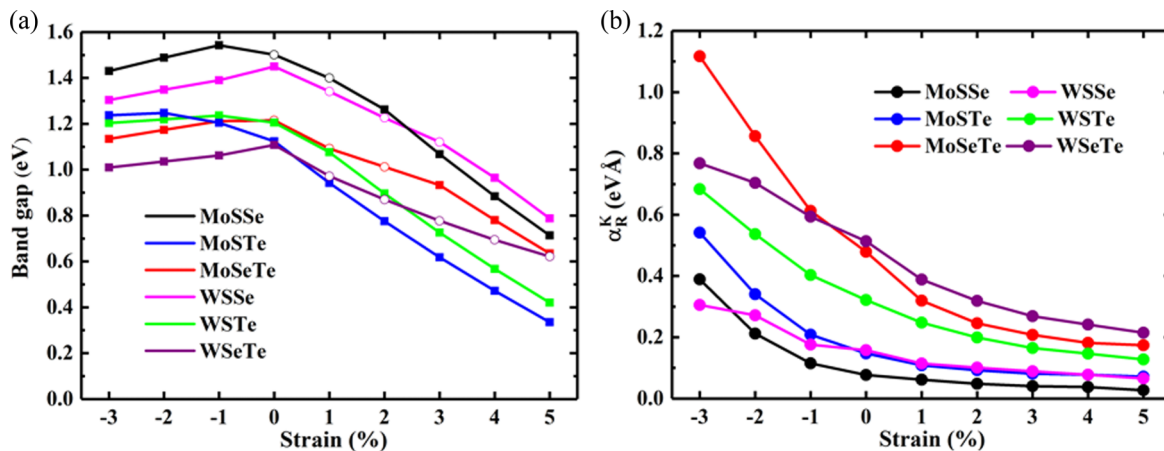 (a)
1.6
1.4
1.2
1.0
0.8
0.6
0.4
0.2
0.0
Band gap (eV)
MoSSe
MoSTe
MoSeTe
WSSe
WSTe
WSeTe
-3 -2 -1 0 1 2 3 4 5
Strain (%)
(b)
1.2
1.0
0.8
0.6
0.4
0.2
0.0
α_R^K (eVÅ)
MoSSe WSSe
MoSTe WSTe
MoSeTe WSeTe
-3 -2 -1 0 1 2 3 4 5
Strain (%)